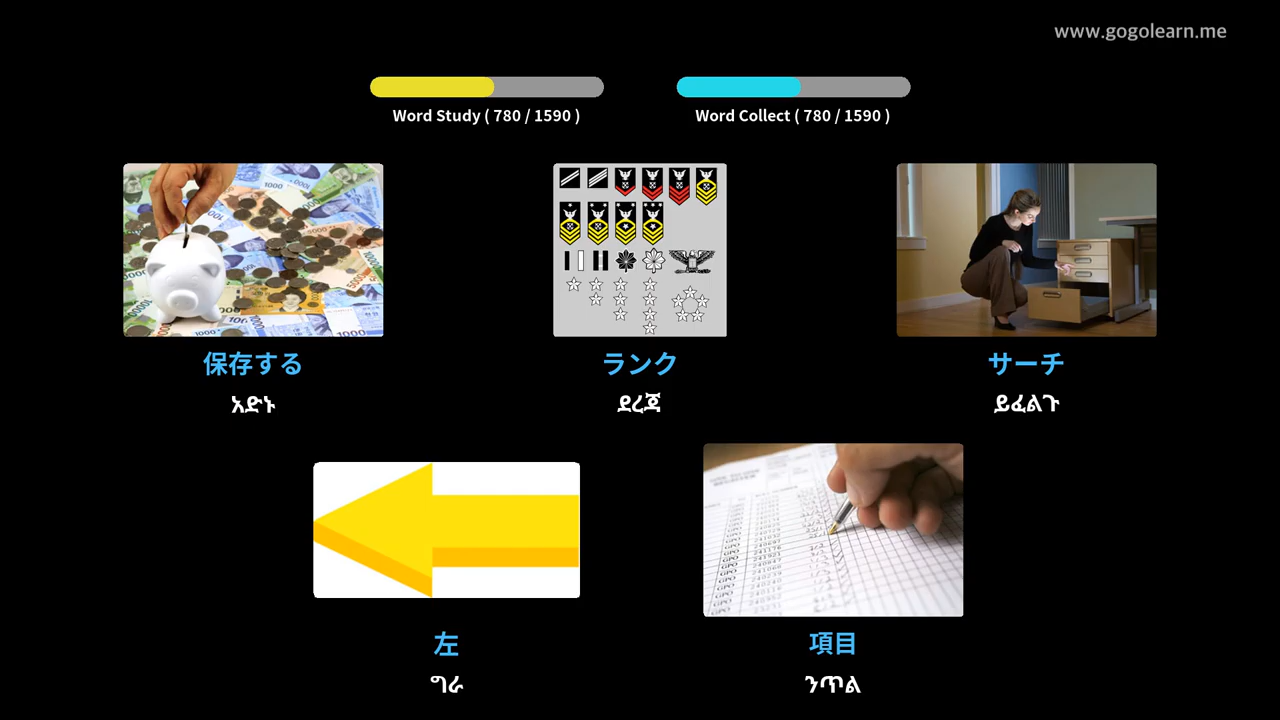 www.gogolearn.me
Word Study ( 780 / 1590 )
Word Collect ( 780 / 1590 )
保存する
አድኑ
ランク
ደረጃ
サーチ
ይፈልጉ
左
ግራ
項目
ንጥል